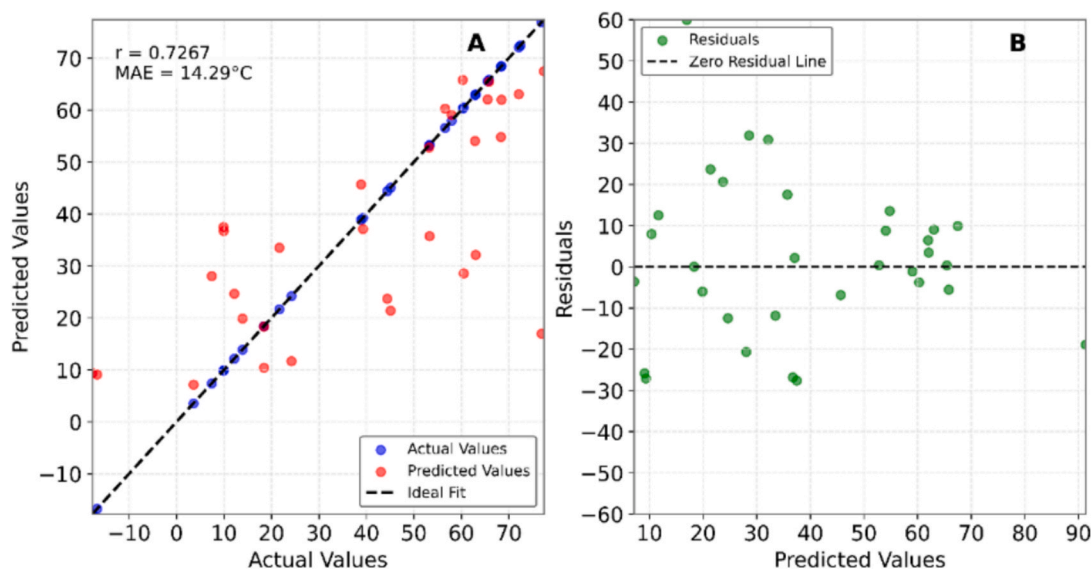 A
r = 0.7267
MAE = 14.29°C
Predicted Values
70
60
50
40
30
20
10
0
−10
Actual Values
Predicted Values
Ideal Fit
−10 0 10 20 30 40 50 60 70
Actual Values
B
Residuals
Zero Residual Line
Residuals
60
50
40
30
20
10
0
−10
−20
−30
−40
−50
−60
10 20 30 40 50 60 70 80 90
Predicted Values